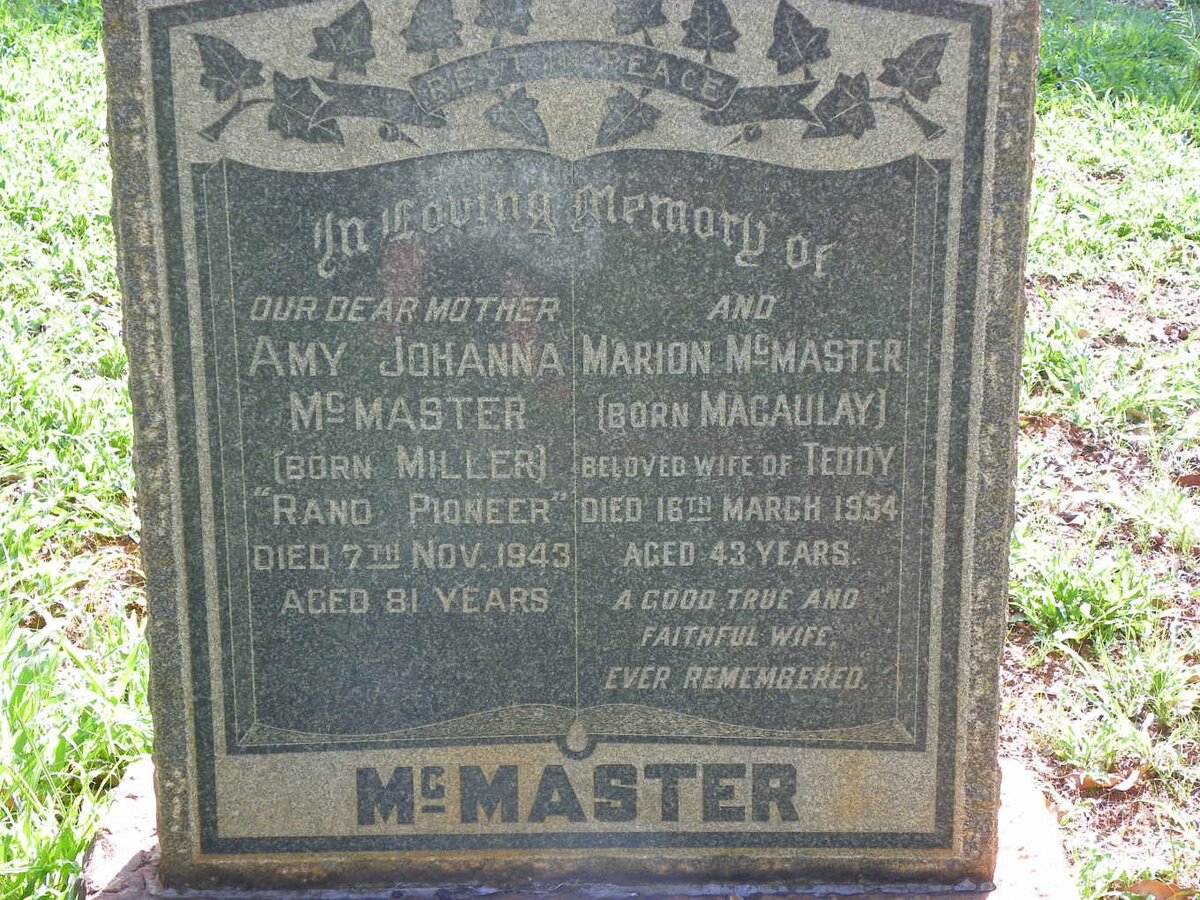 REST IN PEACE
In Loving Memory of
OUR DEAR MOTHER
AMY JOHANNA
McMASTER
(BORN MILLER)
"RAND PIONEER"
DIED 7TH NOV. 1943
AGED 81 YEARS
AND
MARION McMASTER
(BORN MACAULAY)
BELOVED WIFE OF TEDDY
DIED 16TH MARCH 1954
AGED 43 YEARS.
A GOOD TRUE AND
FAITHFUL WIFE,
EVER REMEMBERED.
McMASTER